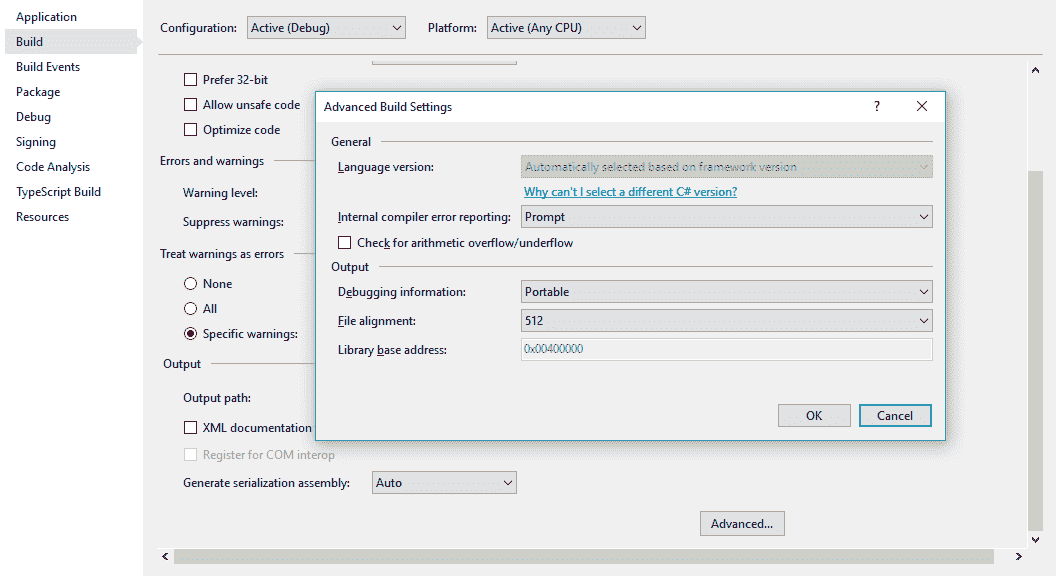 Application
Build
Build Events
Package
Debug
Signing
Code Analysis
TypeScript Build
Resources
Configuration: Active (Debug) Platform: Active (Any CPU)
Prefer 32-bit
Allow unsafe code
Optimize code
Errors and warnings
Warning level:
Suppress warnings:
Treat warnings as errors
None
All
Specific warnings:
Output
Output path:
XML documentation
Register for COM interop
Generate serialization assembly: Auto
Advanced...
Advanced Build Settings ?
General
Language version: Automatically selected based on framework version
Why can't I select a different C# version?
Internal compiler error reporting: Prompt
Check for arithmetic overflow/underflow
Output
Debugging information: Portable
File alignment: 512
Library base address: 0x00400000
OK Cancel